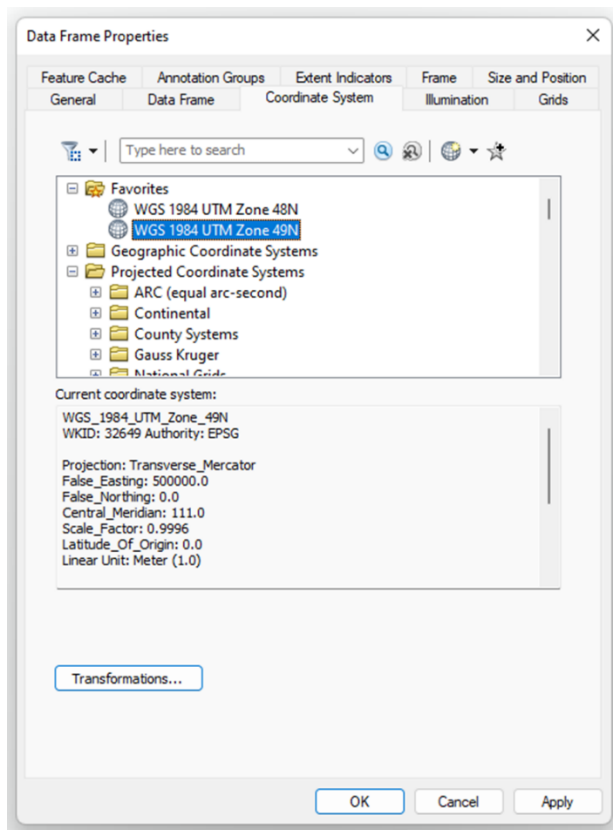 Data Frame Properties
Feature Cache Annotation Groups Extent Indicators Frame Size and Position
General Data Frame Coordinate System Illumination Grids
Type here to search
Favorites
WGS 1984 UTM Zone 48N
WGS 1984 UTM Zone 49N
Geographic Coordinate Systems
Projected Coordinate Systems
ARC (equal arc-second)
Continental
County Systems
Gauss Kruger
National Grids
Current coordinate system:
WGS_1984_UTM_Zone_49N
WKID: 32649 Authority: EPSG
Projection: Transverse_Mercator
False_Easting: 500000.0
False_Northing: 0.0
Central_Meridian: 111.0
Scale_Factor: 0.9996
Latitude_Of_Origin: 0.0
Linear Unit: Meter (1.0)
Transformations...
OK Cancel Apply